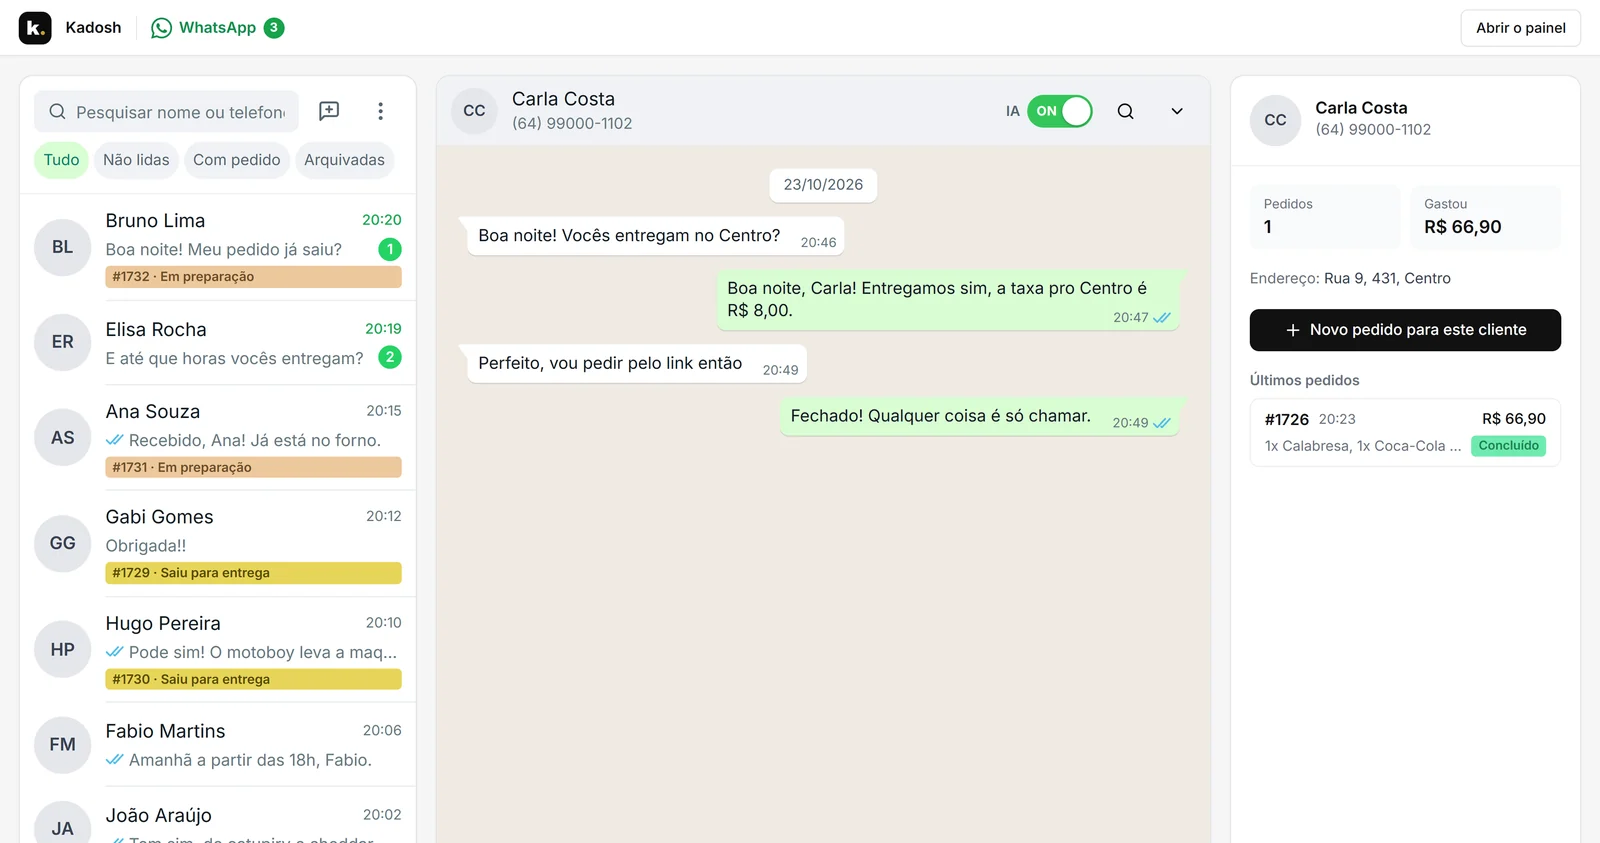 k.
Kadosh
WhatsApp 3
Abrir o painel
Pesquisar nome ou telefon
Tudo
Não lidas
Com pedido
Arquivadas
BL
Bruno Lima
20:20
Boa noite! Meu pedido já saiu?
1
#1732 · Em preparação
ER
Elisa Rocha
20:19
E até que horas vocês entregam?
2
AS
Ana Souza
20:15
Recebido, Ana! Já está no forno.
#1731 · Em preparação
GG
Gabi Gomes
20:12
Obrigada!!
#1729 · Saiu para entrega
HP
Hugo Pereira
20:10
Pode sim! O motoboy leva a maq...
#1730 · Saiu para entrega
FM
Fabio Martins
20:06
Amanhã a partir das 18h, Fabio.
JA
João Araújo
20:02
CC
Carla Costa
(64) 99000-1102
IA
ON
23/10/2026
Boa noite! Vocês entregam no Centro?
20:46
Boa noite, Carla! Entregamos sim, a taxa pro Centro é
R$ 8,00.
20:47
Perfeito, vou pedir pelo link então
20:49
Fechado! Qualquer coisa é só chamar.
20:49
CC
Carla Costa
(64) 99000-1102
Pedidos
1
Gastou
R$ 66,90
Endereço: Rua 9, 431, Centro
+ Novo pedido para este cliente
Últimos pedidos
#1726 20:23
R$ 66,90
1x Calabresa, 1x Coca-Cola ...
Concluído